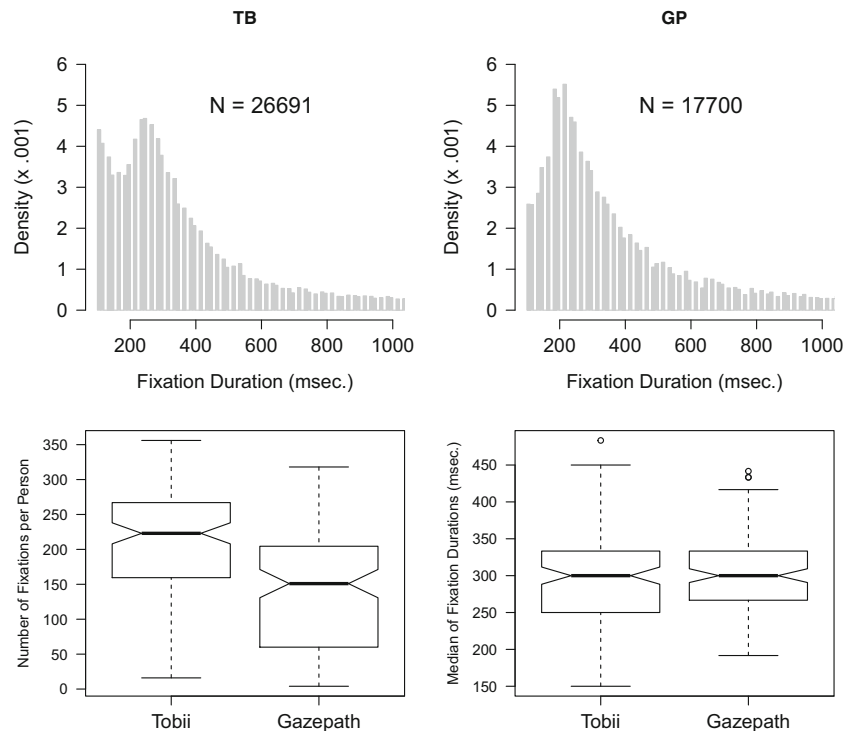 TB
GP
6
5
4
3
2
1
0
Density (x .001)
N = 26691
200 400 600 800 1000
Fixation Duration (msec.)
6
5
4
3
2
1
0
Density (x .001)
N = 17700
200 400 600 800 1000
Fixation Duration (msec.)
350
300
250
200
150
100
50
0
Number of Fixations per Person
Tobii Gazepath
450
400
350
300
250
200
150
Median of Fixation Durations (msec.)
Tobii Gazepath